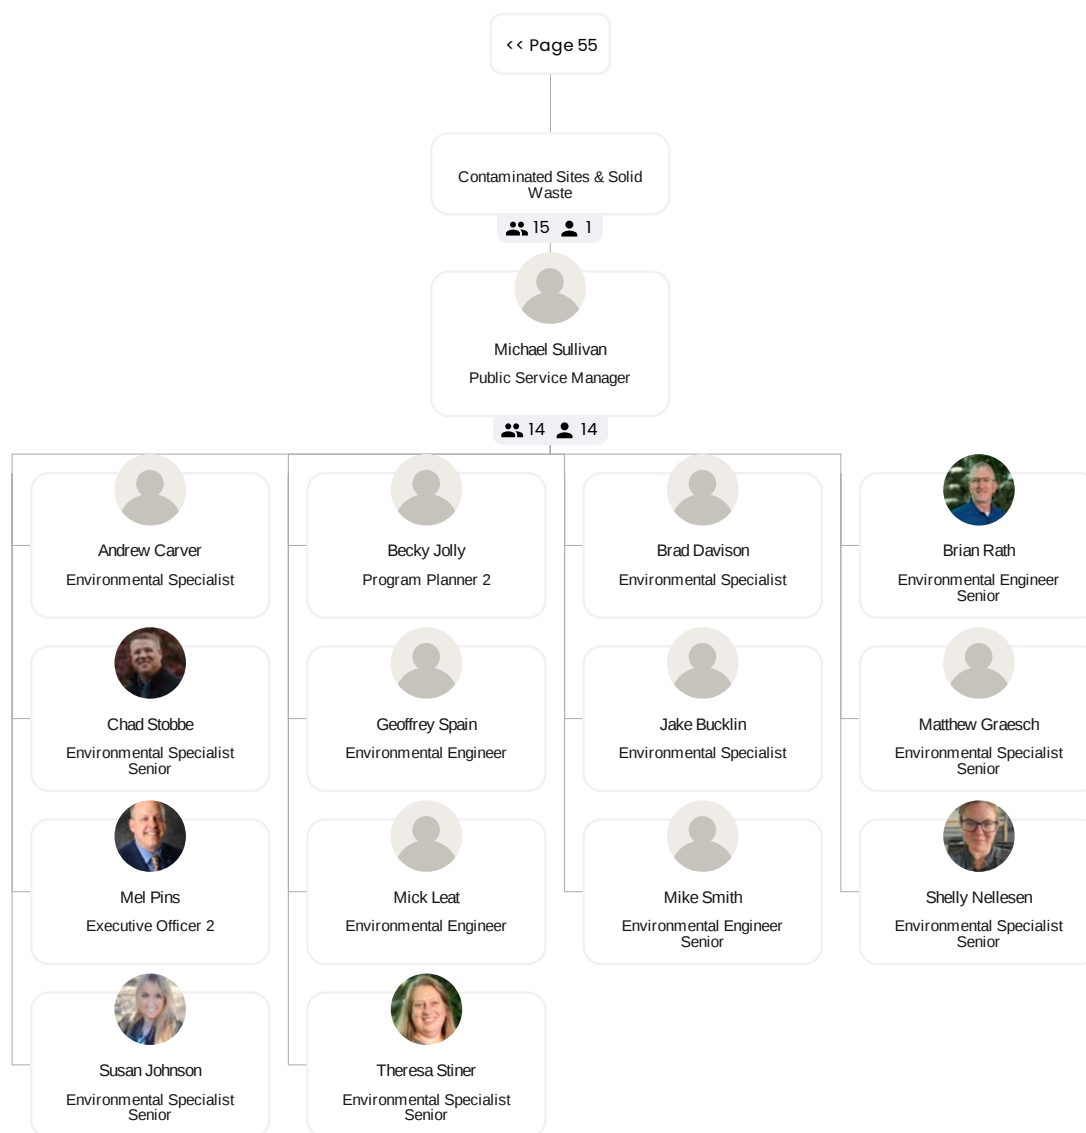 << Page 55
Contaminated Sites & Solid
Waste
15 1
Michael Sullivan
Public Service Manager
14 14
Andrew Carver
Environmental Specialist
Becky Jolly
Program Planner 2
Brad Davison
Environmental Specialist
Brian Rath
Environmental Engineer
Senior
Chad Stobbe
Environmental Specialist
Senior
Geoffrey Spain
Environmental Engineer
Jake Bucklin
Environmental Specialist
Matthew Graesch
Environmental Specialist
Senior
Mel Pins
Executive Officer 2
Mick Leat
Environmental Engineer
Mike Smith
Environmental Engineer
Senior
Shelly Nellesen
Environmental Specialist
Senior
Susan Johnson
Environmental Specialist
Senior
Theresa Stiner
Environmental Specialist
Senior